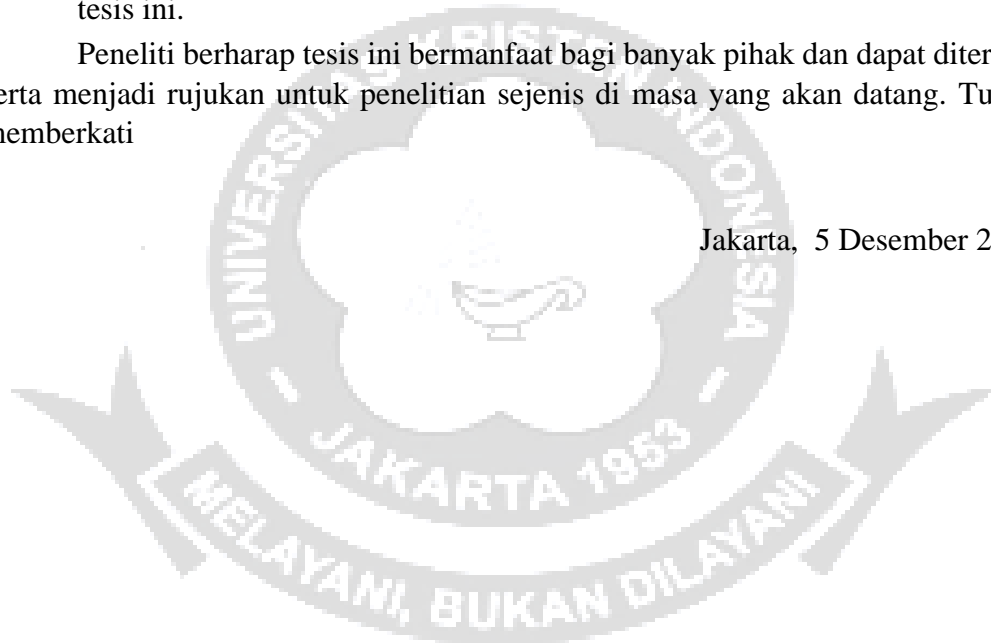 tesis ini.
Peneliti berharap tesis ini bermanfaat bagi banyak pihak dan dapat diter
erta menjadi rujukan untuk penelitian sejenis di masa yang akan datang. Tu
memberkati
Jakarta, 5 Desember 2
UNIVERSITAS KRISTEN INDONESIA
- JAKARTA 1953 -
MELAYANI, BUKAN DILAYANI